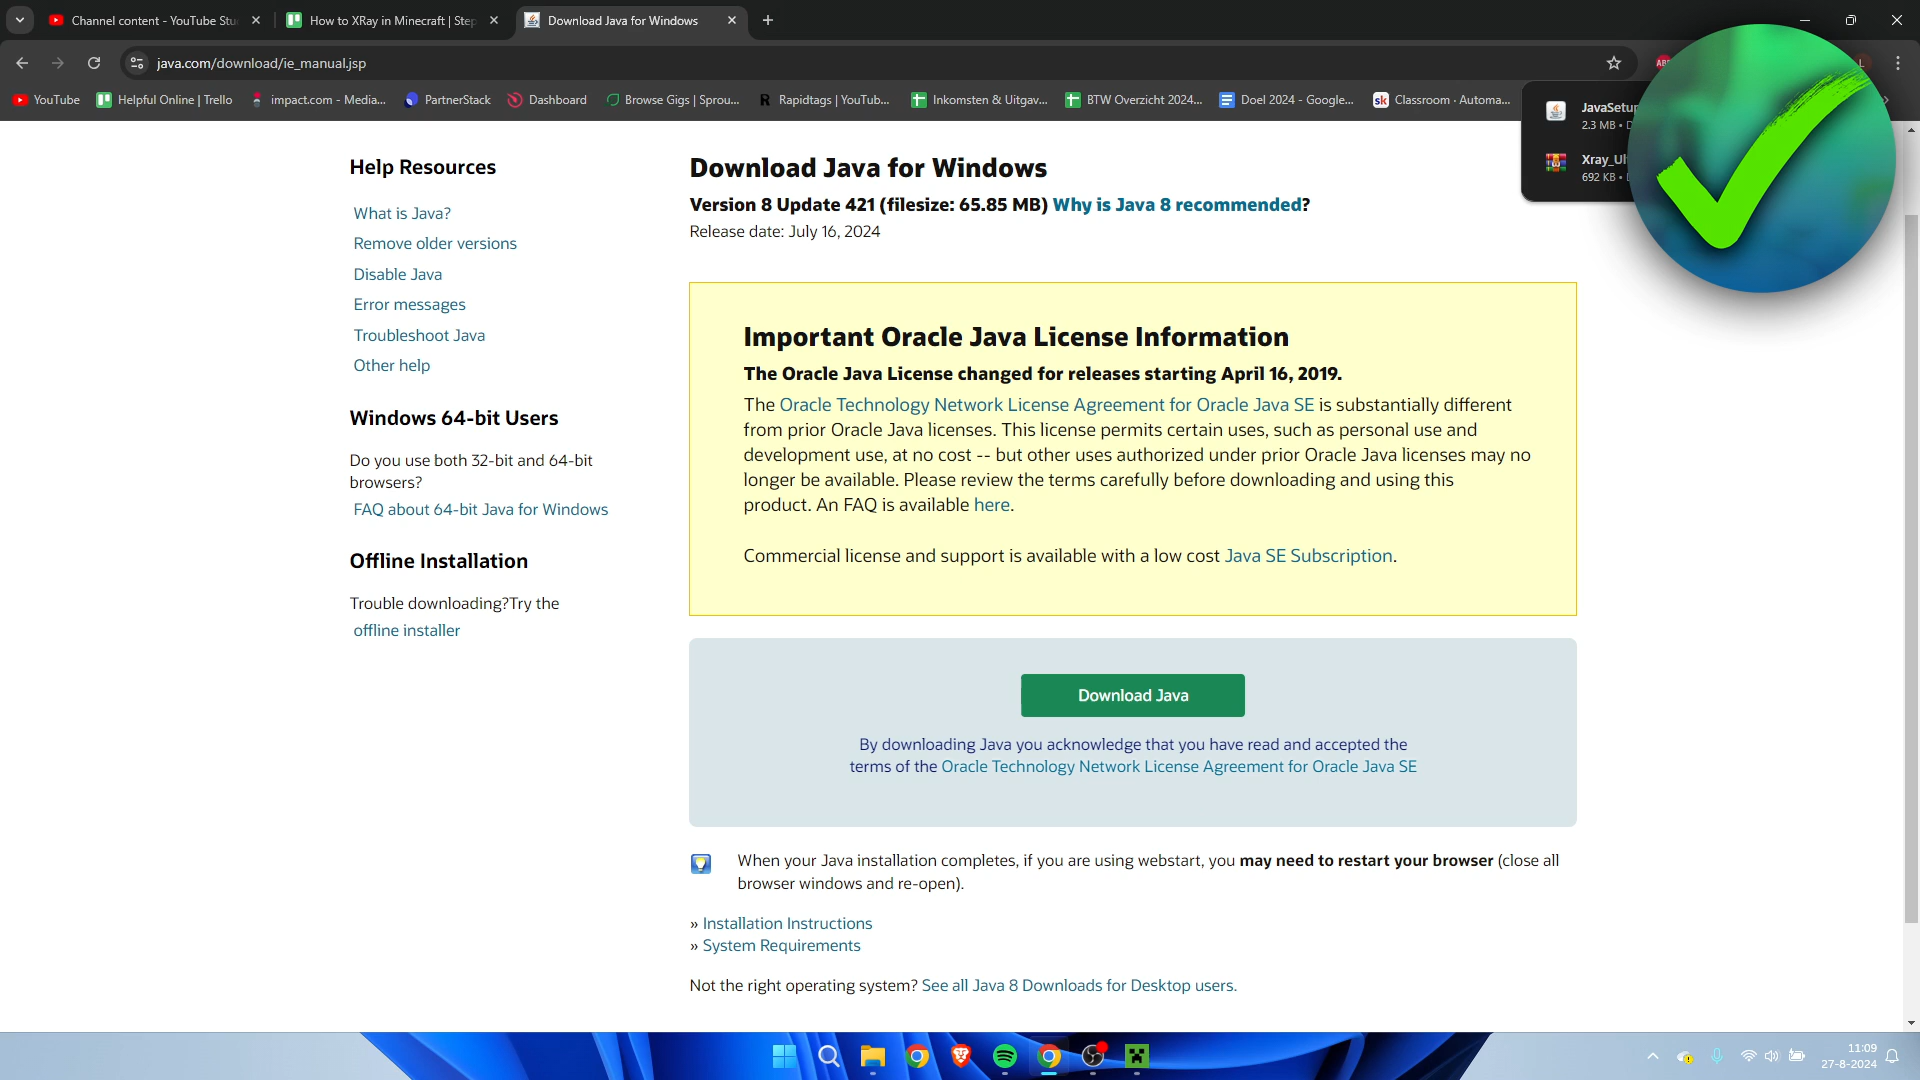 Channel content - YouTube Stu
How to XRay in Minecraft | Step
Download Java for Windows
java.com/download/ie_manual.jsp
YouTube
Helpful Online | Trello
impact.com - Media...
PartnerStack
Dashboard
Browse Gigs | Sprou...
Rapidtags | YouTub...
Inkomsten & Uitgav...
BTW Overzicht 2024...
Doel 2024 - Google...
Classroom - Automa...
JavaSetup
2.3 MB •
Xray_Ul
692 KB •
Help Resources
What is Java?
Remove older versions
Disable Java
Error messages
Troubleshoot Java
Other help
Windows 64-bit Users
Do you use both 32-bit and 64-bit
browsers?
FAQ about 64-bit Java for Windows
Offline Installation
Trouble downloading?Try the
offline installer
Download Java for Windows
Version 8 Update 421 (filesize: 65.85 MB) Why is Java 8 recommended?
Release date: July 16, 2024
Important Oracle Java License Information
The Oracle Java License changed for releases starting April 16, 2019.
The Oracle Technology Network License Agreement for Oracle Java SE is substantially different
from prior Oracle Java licenses. This license permits certain uses, such as personal use and
development use, at no cost -- but other uses authorized under prior Oracle Java licenses may no
longer be available. Please review the terms carefully before downloading and using this
product. An FAQ is available here.
Commercial license and support is available with a low cost Java SE Subscription.
Download Java
By downloading Java you acknowledge that you have read and accepted the
terms of the Oracle Technology Network License Agreement for Oracle Java SE
When your Java installation completes, if you are using webstart, you may need to restart your browser (close all
browser windows and re-open).
» Installation Instructions
» System Requirements
Not the right operating system? See all Java 8 Downloads for Desktop users.
11:09
27-8-2024